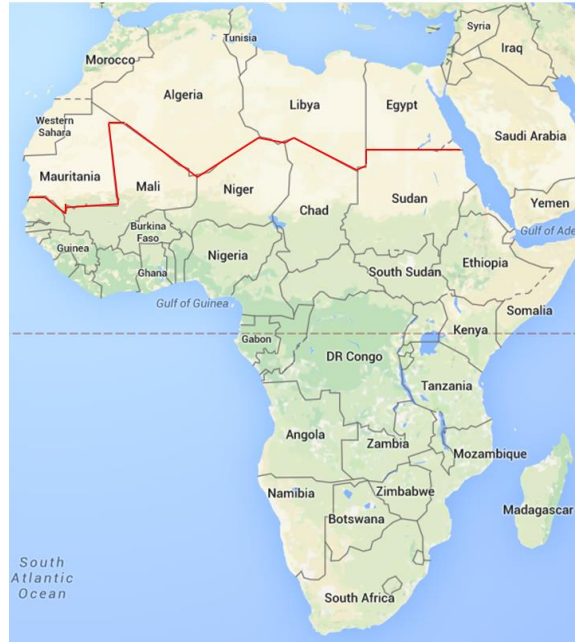 Syria
Tunisia
Iraq
Morocco
Algeria
Libya
Egypt
Western
Sahara
Saudi Arabia
Mauritania
Mali
Niger
Sudan
Yemen
Chad
Gulf of Ade
Burkina
Faso
Guinea
Nigeria
Ethiopia
Ghana
South Sudan
Gulf of Guinea
Somalia
Kenya
Gabon
DR Congo
Tanzania
Angola
Zambia
Mozambique
Namibia
Zimbabwe
Madagascar
Botswana
South
Atlantic
Ocean
South Africa